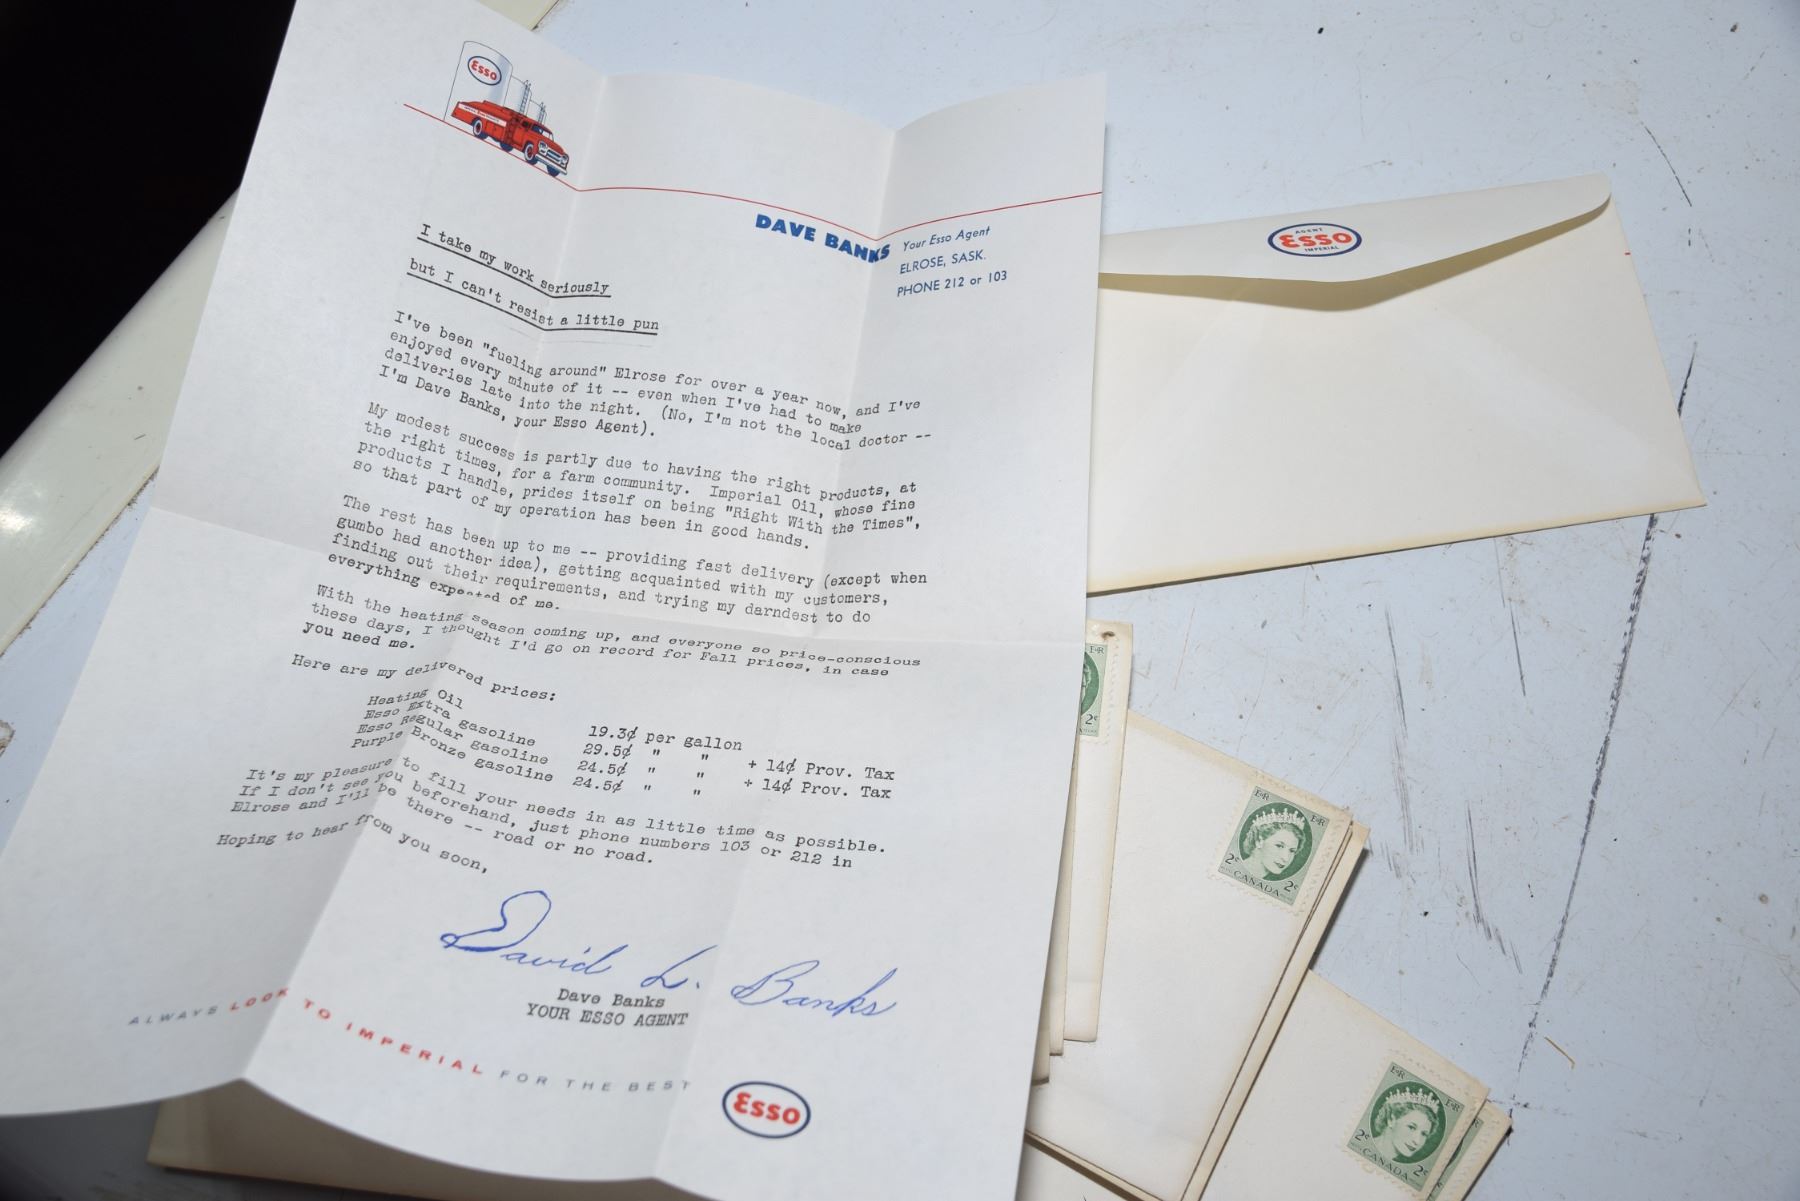 Esso
DAVE BANKS
Your Esso Agent
ELROSE, SASK.
PHONE 212 or 103
I take my work seriously
but I can't resist a little pun
I've been "fueling around" Elrose for over a year now, and I've
enjoyed every minute of it -- even when I've had to make
deliveries late into the night. (No, I'm not the local doctor --
I'm Dave Banks, your Esso Agent).
My modest success is partly due to having the right products, at
the right times, for a farm community. Imperial Oil, whose fine
products I handle, prides itself on being "Right With the Times",
so that part of my operation has been in good hands.
The rest has been up to me -- providing fast delivery (except when
gumbo had another idea), getting acquainted with my customers,
finding out their requirements, and trying my darndest to do
everything expected of me.
With the heating season coming up, and everyone so price-conscious
these days, I thought I'd go on record for Fall prices, in case
you need me.
Here are my delivered prices:
Heating Oil 19.3¢ per gallon
Esso Extra gasoline 29.5¢ " " + 14¢ Prov. Tax
Esso Regular gasoline 24.5¢ " " + 14¢ Prov. Tax
Purple Bronze gasoline 24.5¢ " "
It's my pleasure to fill your needs in as little time as possible.
If I don't see you beforehand, just phone numbers 103 or 212 in
Elrose and I'll be there -- road or no road.
Hoping to hear from you soon,
David L. Banks
Dave Banks
YOUR ESSO AGENT
ALWAYS LOOK TO IMPERIAL FOR THE BEST
Esso
AGENT
Esso
IMPERIAL
2¢
E R
E R
2¢ 2¢
CANADA
E R
E R
2¢ 2¢
CANADA